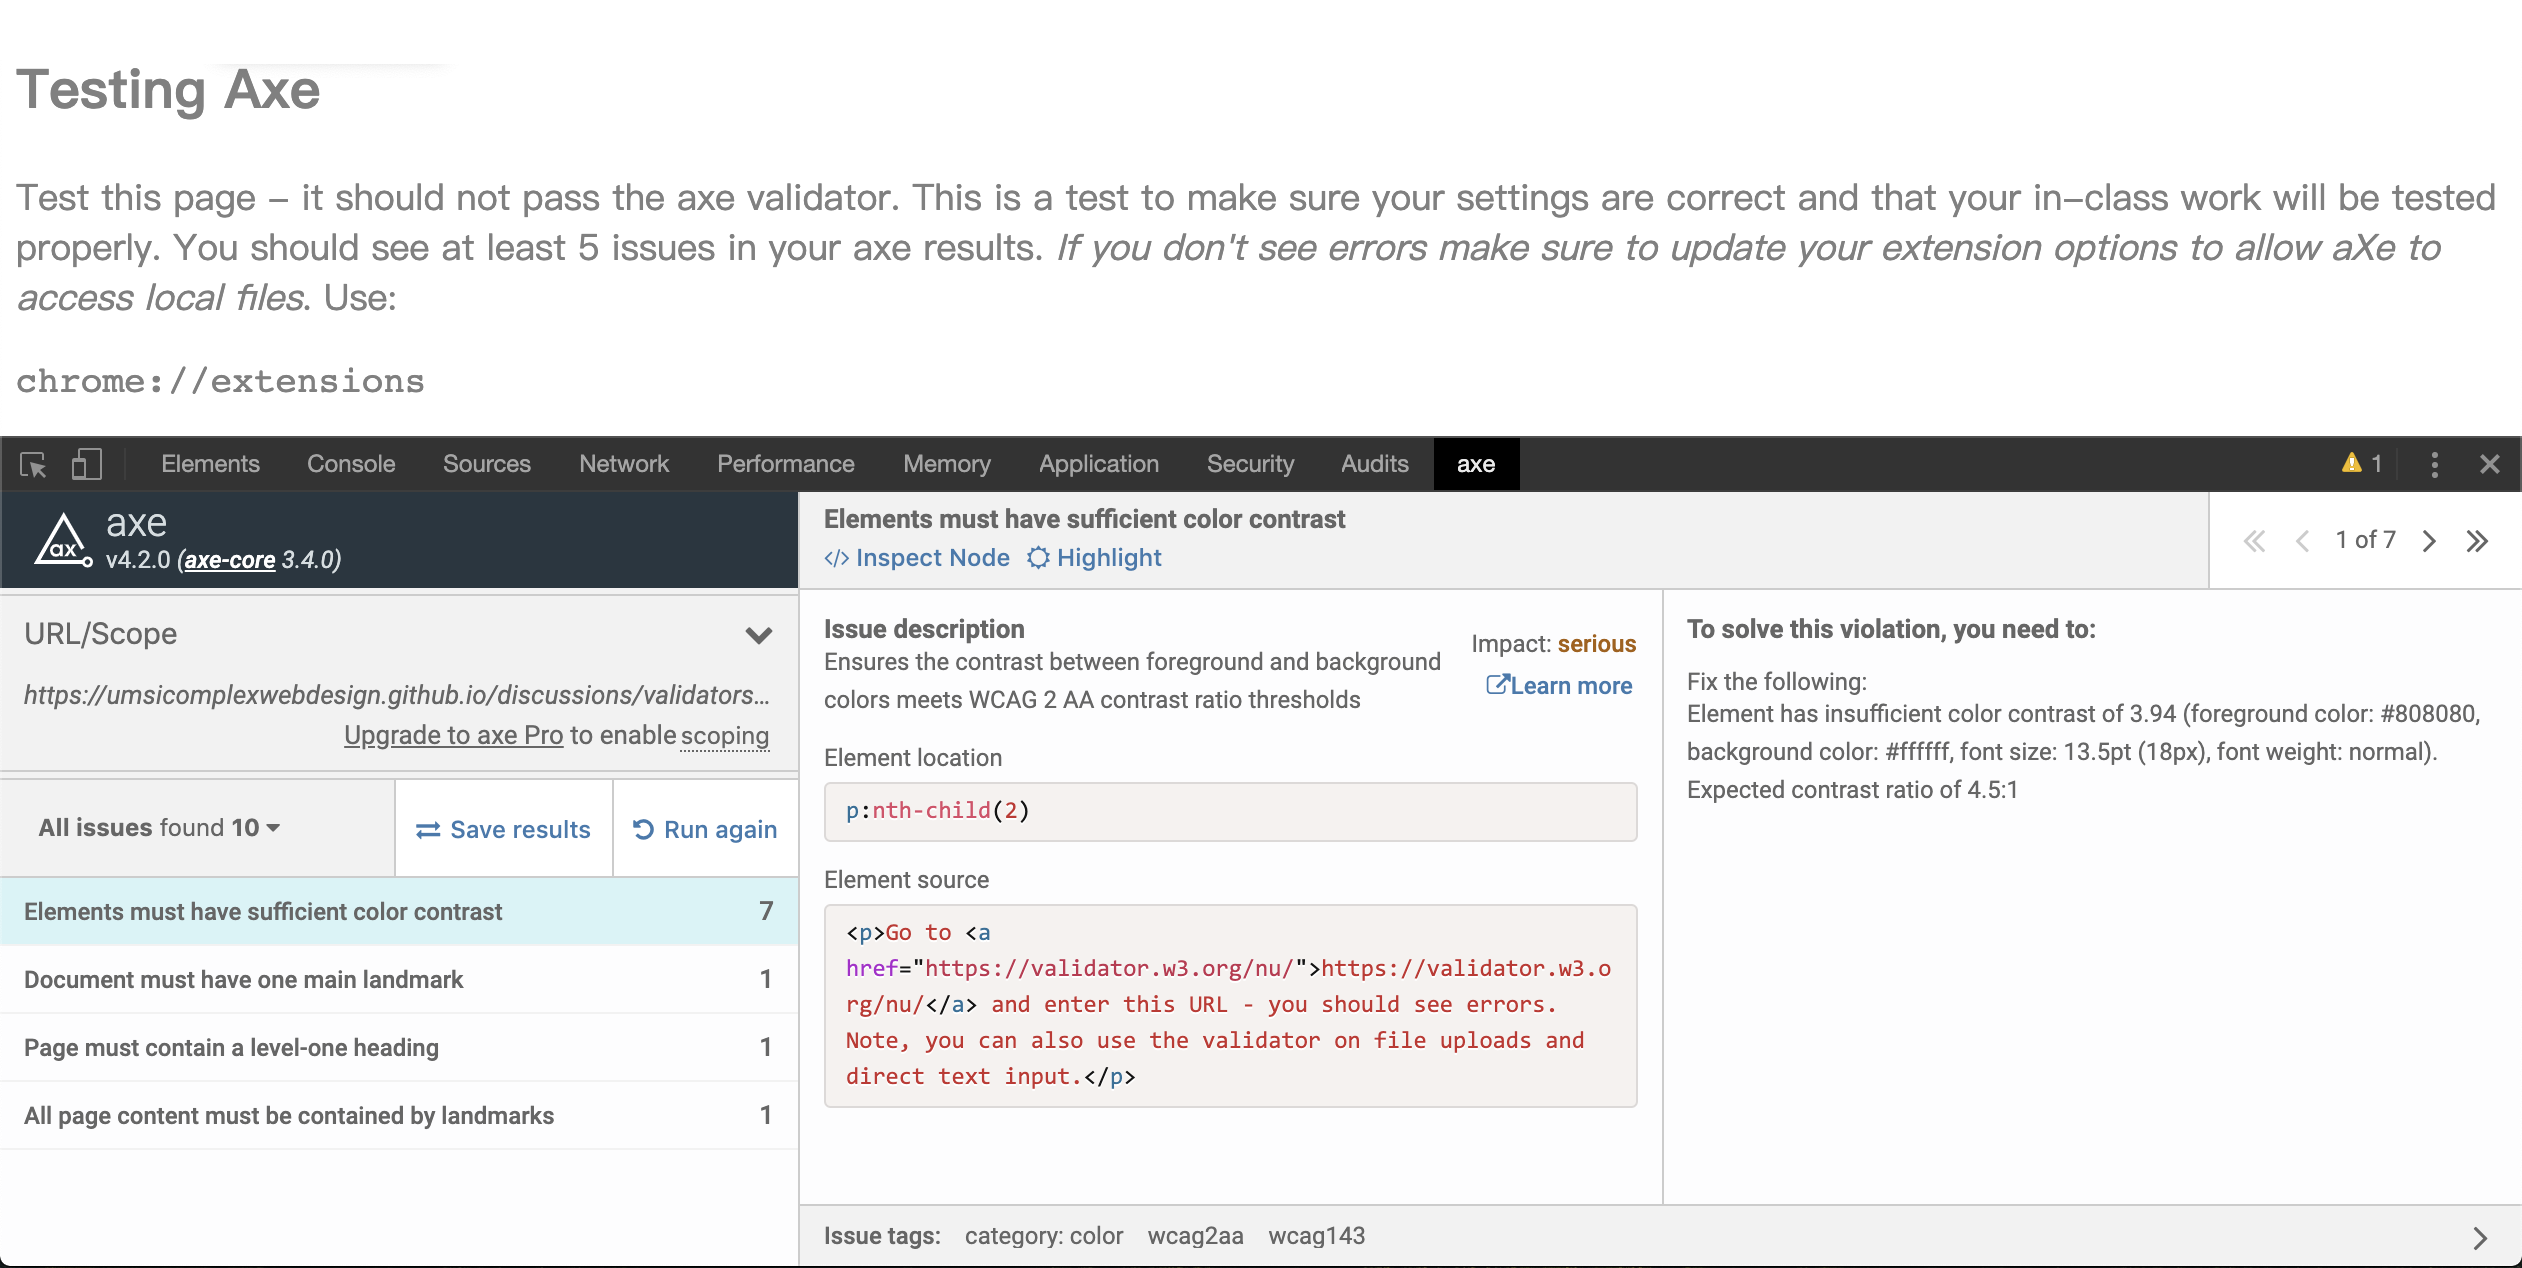 Testing Axe
Test this page – it should not pass the axe validator. This is a test to make sure your settings are correct and that your in–class work will be tested
properly. You should see at least 5 issues in your axe results. If you don't see errors make sure to update your extension options to allow aXe to
access local files. Use:
chrome://extensions
Elements Console Sources Network Performance Memory Application Security Audits axe 1
ax axe
v4.2.0 (axe-core 3.4.0)
URL/Scope
https://umsicomplexwebdesign.github.io/discussions/validators...
Upgrade to axe Pro to enable scoping
All issues found 10
Save results
Run again
Elements must have sufficient color contrast 7
Document must have one main landmark 1
Page must contain a level-one heading 1
All page content must be contained by landmarks 1
Elements must have sufficient color contrast
</> Inspect Node Highlight
1 of 7
Issue description
Ensures the contrast between foreground and background
colors meets WCAG 2 AA contrast ratio thresholds
Impact: serious
Learn more
Element location
p:nth-child(2)
Element source
<p>Go to <a
href="https://validator.w3.org/nu/">https://validator.w3.o
rg/nu/</a> and enter this URL - you should see errors.
Note, you can also use the validator on file uploads and
direct text input.</p>
To solve this violation, you need to:
Fix the following:
Element has insufficient color contrast of 3.94 (foreground color: #808080,
background color: #ffffff, font size: 13.5pt (18px), font weight: normal).
Expected contrast ratio of 4.5:1
Issue tags: category: color wcag2aa wcag143